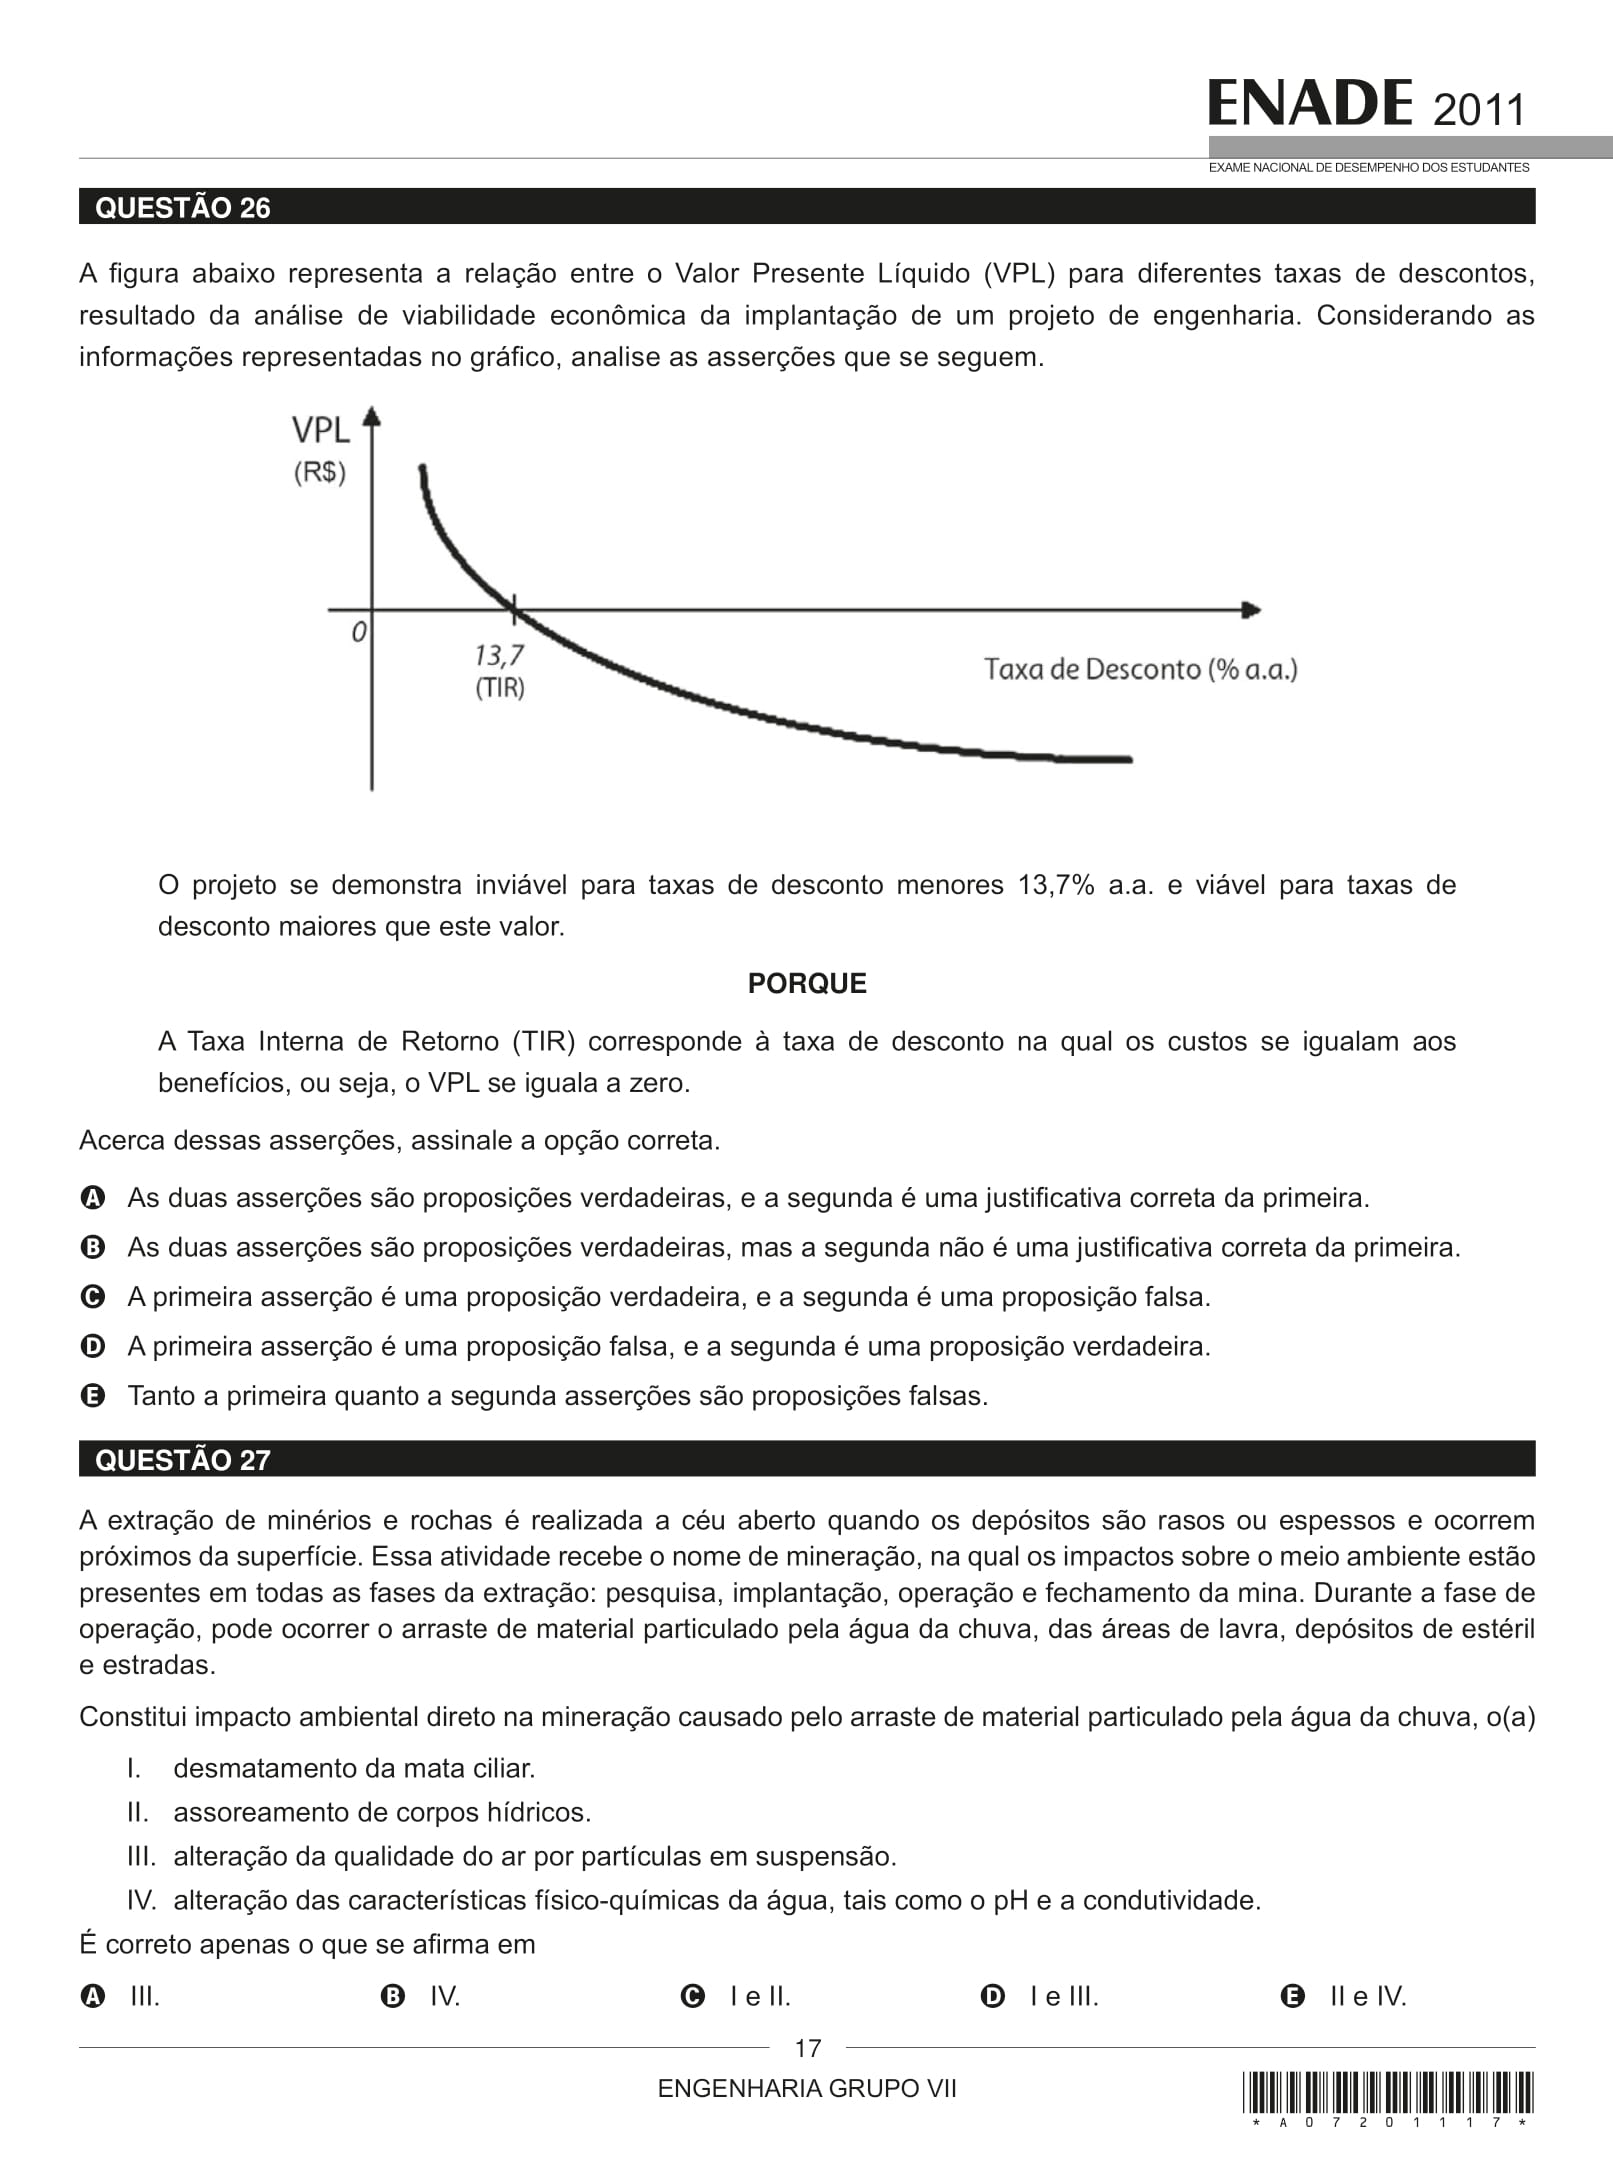 ENADE 2011
EXAME NACIONAL DE DESEMPENHO DOS ESTUDANTES
QUESTÃO 26
A figura abaixo representa a relação entre o Valor Presente Líquido (VPL) para diferentes taxas de descontos,
resultado da análise de viabilidade econômica da implantação de um projeto de engenharia. Considerando as
informações representadas no gráfico, analise as asserções que se seguem.
VPL
(R$)
0
13,7
(TIR)
Taxa de Desconto (% a.a.)
O projeto se demonstra inviável para taxas de desconto menores 13,7% a.a. e viável para taxas de
desconto maiores que este valor.
PORQUE
A Taxa Interna de Retorno (TIR) corresponde à taxa de desconto na qual os custos se igualam aos
benefícios, ou seja, o VPL se iguala a zero.
Acerca dessas asserções, assinale a opção correta.
A As duas asserções são proposições verdadeiras, e a segunda é uma justificativa correta da primeira.
B As duas asserções são proposições verdadeiras, mas a segunda não é uma justificativa correta da primeira.
C A primeira asserção é uma proposição verdadeira, e a segunda é uma proposição falsa.
D A primeira asserção é uma proposição falsa, e a segunda é uma proposição verdadeira.
E Tanto a primeira quanto a segunda asserções são proposições falsas.
QUESTÃO 27
A extração de minérios e rochas é realizada a céu aberto quando os depósitos são rasos ou espessos e ocorrem
próximos da superfície. Essa atividade recebe o nome de mineração, na qual os impactos sobre o meio ambiente estão
presentes em todas as fases da extração: pesquisa, implantação, operação e fechamento da mina. Durante a fase de
operação, pode ocorrer o arraste de material particulado pela água da chuva, das áreas de lavra, depósitos de estéril
e estradas.
Constitui impacto ambiental direto na mineração causado pelo arraste de material particulado pela água da chuva, o(a)
I. desmatamento da mata ciliar.
II. assoreamento de corpos hídricos.
III. alteração da qualidade do ar por partículas em suspensão.
IV. alteração das características físico-químicas da água, tais como o pH e a condutividade.
É correto apenas o que se afirma em
A III. B IV. C I e II. D I e III. E II e IV.
17
ENGENHARIA GRUPO VII
* A 0 7 2 0 1 1 1 7 *